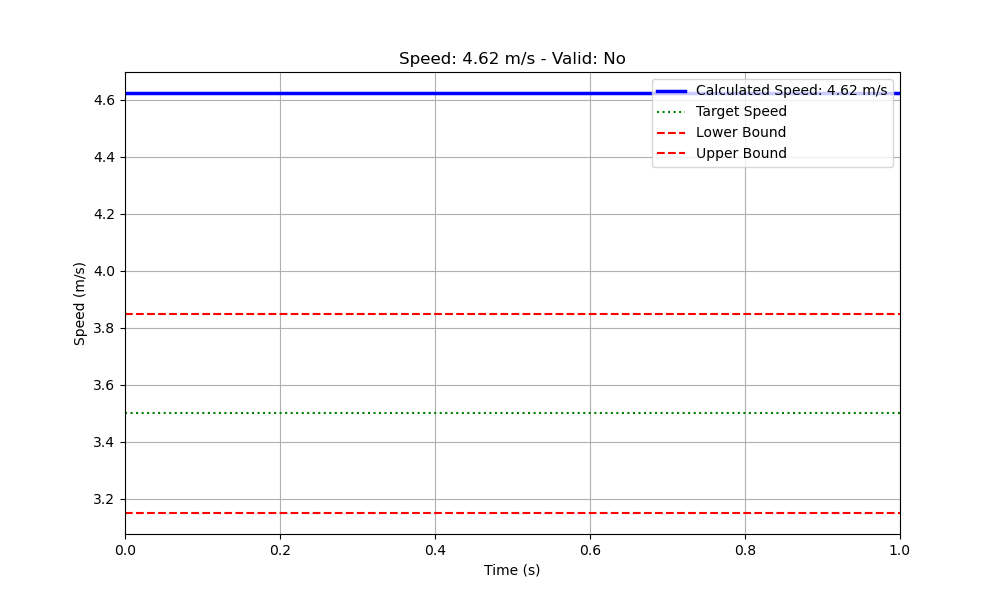 Speed: 4.62 m/s - Valid: No
Calculated Speed: 4.62 m/s
Target Speed
Lower Bound
Upper Bound
4.6
4.4
4.2
4.0
3.8
3.6
3.4
3.2
Speed (m/s)
0.0 0.2 0.4 0.6 0.8 1.0
Time (s)